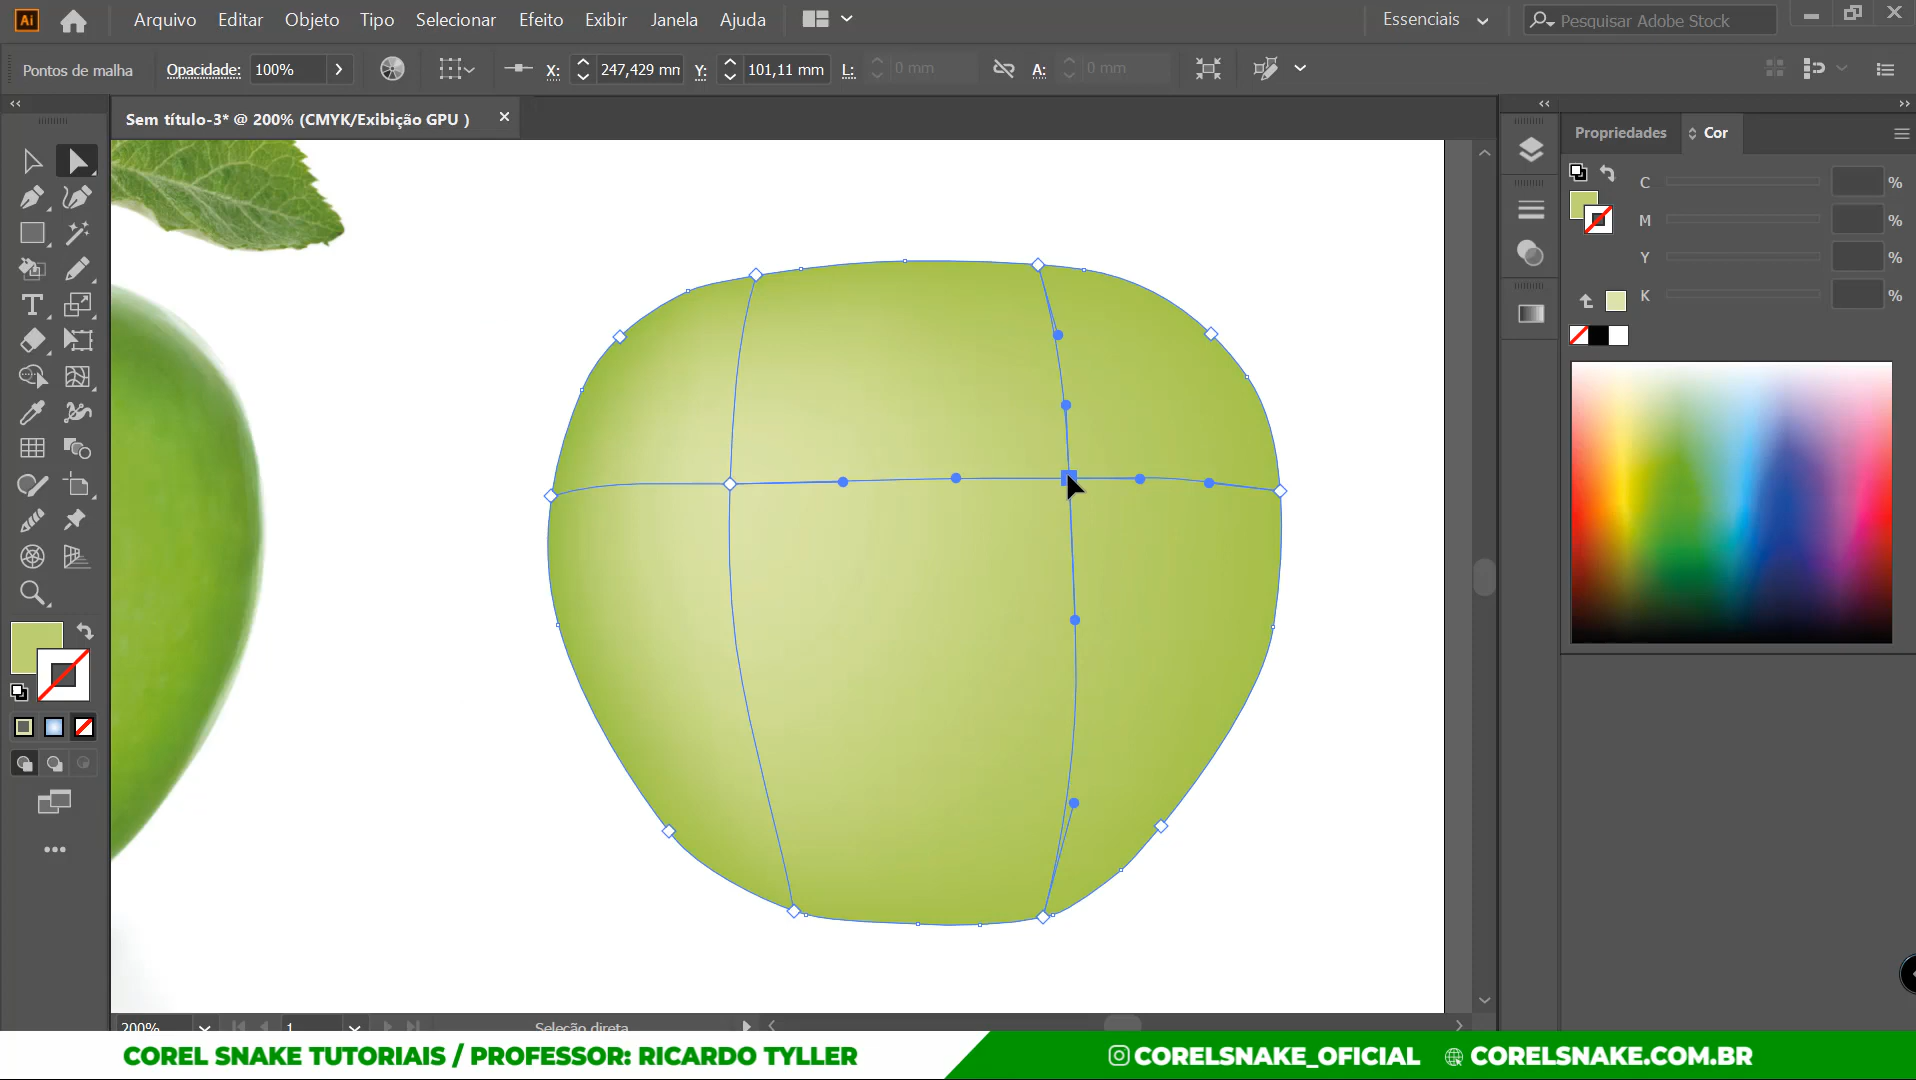 Ai Arquivo Editar Objeto Tipo Selecionar Efeito Exibir Janela Ajuda Essenciais Pesquisar Adobe Stock
Pontos de malha Opacidade: 100% X: 247,429 mm Y: 101,11 mm L: 0 mm A: 0 mm
Sem título-3* @ 200% (CMYK/Exibição GPU )
Propriedades Cor
C %
M %
Y %
K %
200% 1 Seleção direta
COREL SNAKE TUTORIAIS / PROFESSOR: RICARDO TYLLER CORELSNAKE_OFICIAL CORELSNAKE.COM.BR